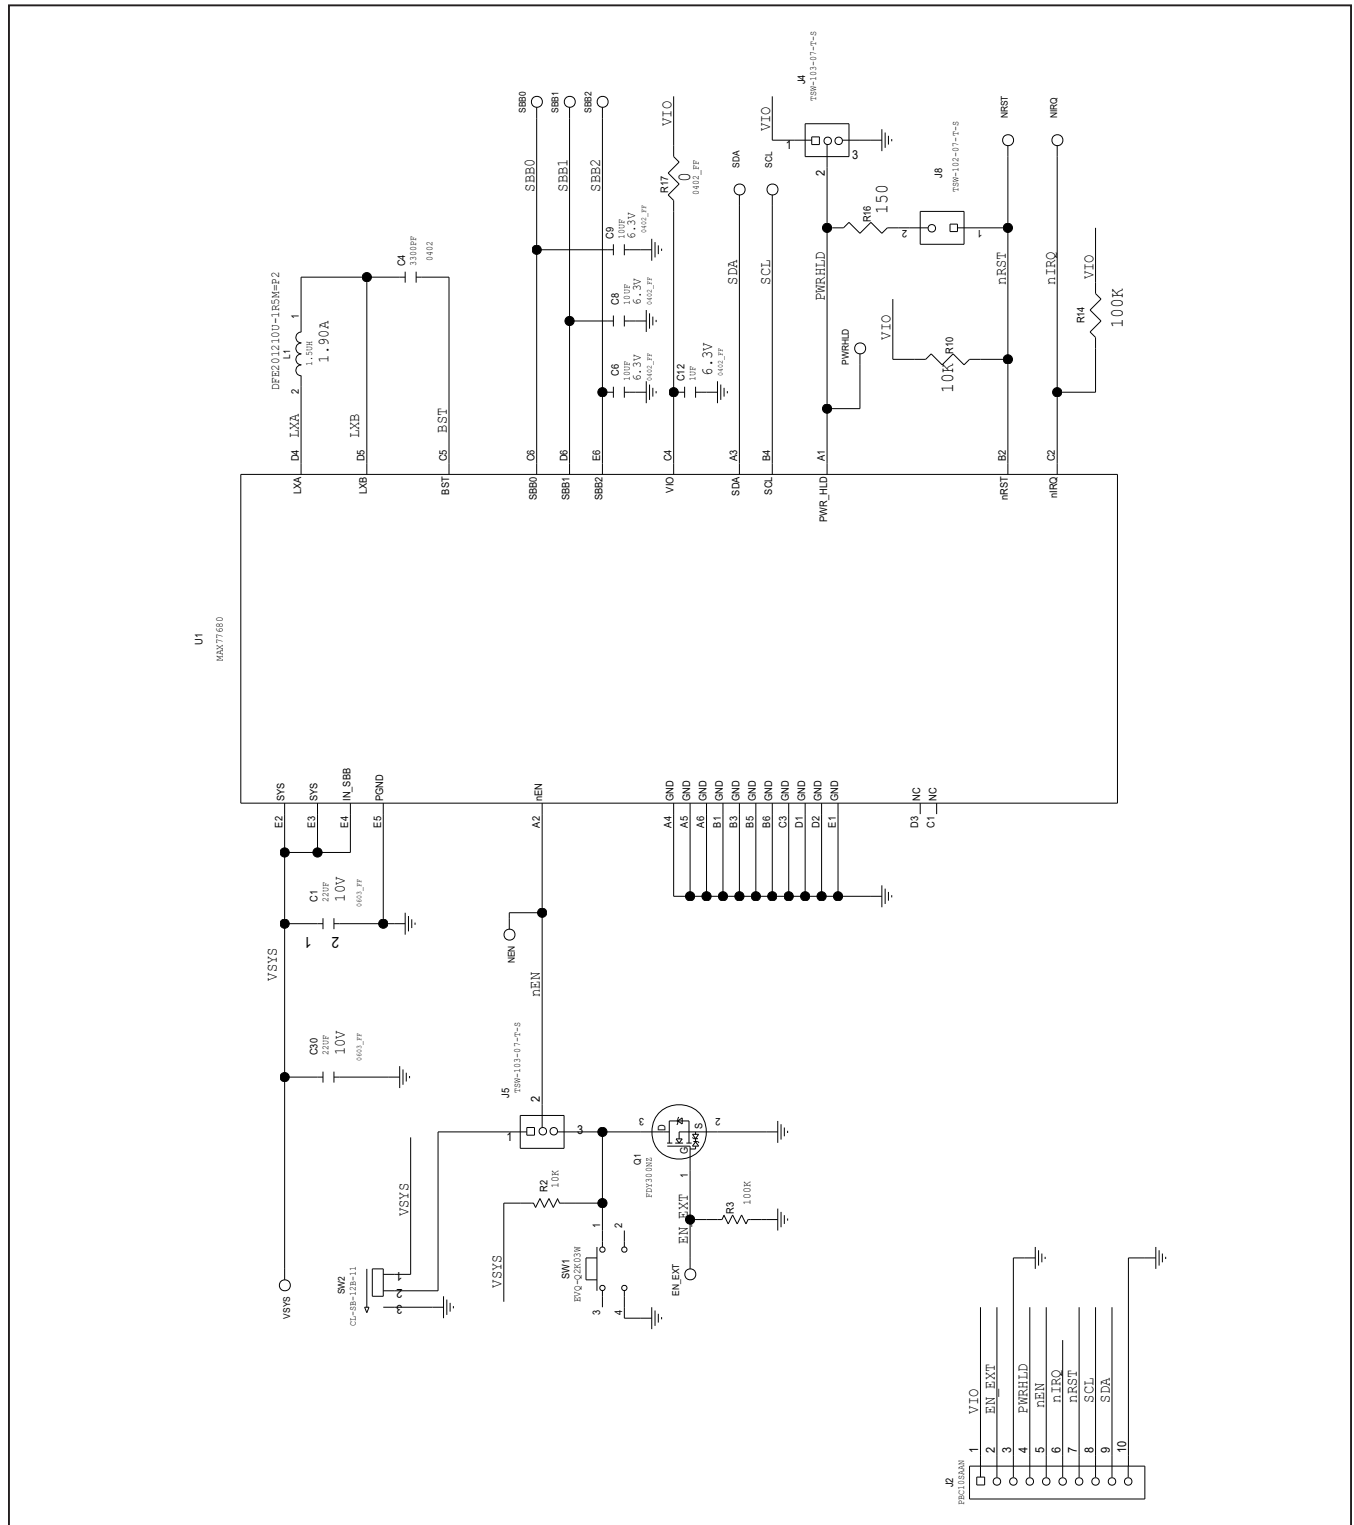 J4
TSW-103-07-T-S
VIO
1
2
3
SBB0
SBB1
SBB2
SBB0
SBB1
SBB2
VIO
R17
0
0402_FF
SDA
SCL
SDA
SCL
NRST
NIRQ
J8
TSW-102-07-T-S
2
1
R16
150
PWRHLD
nRST
nIRQ
VIO
R14
100K
VIO
R10
10K
PWRHLD
C9
10UF
6.3V
0402_FF
C8
10UF
6.3V
0402_FF
C6
10UF
6.3V
0402_FF
C12
1UF
6.3V
0402_FF
C4
3300PF
0402
DFE201210U-1R5M=P2
L1
1.5UH
1.90A
1
2
LXA
LXB
BST
D4
D5
C5
C6
D6
E6
C4
A3
B4
A1
B2
C2
LXA
LXB
BST
SBB0
SBB1
SBB2
VIO
SDA
SCL
PWR_HLD
nRST
nIRQ
U1
MAX77680
SYS
SYS
IN_SBB
PGND
nEN
GND
GND
GND
GND
GND
GND
GND
GND
GND
GND
GND
NC
NC
E2
E3
E4
E5
A2
A4
A5
A6
B1
B3
B5
B6
C3
D1
D2
E1
D3
C1
C1
22UF
10V
0603_FF
1
2
VSYS
C30
22UF
10V
0603_FF
NEN
nEN
J5
TSW-103-07-T-S
1
2
3
Q1
FDY300NZ
3
D
G
S
2
1
EN_EXT
R3
100K
EN_EXT
R2
10K
VSYS
SW1
EVQ-Q2K03W
1
2
3
4
VSYS
SW2
CL-SB-12B-11
1
2
3
VSYS
J2
PBC10SAAN
1
2
3
4
5
6
7
8
9
10
VIO
EN_EXT
PWRHLD
nEN
nIRQ
nRST
SCL
SDA